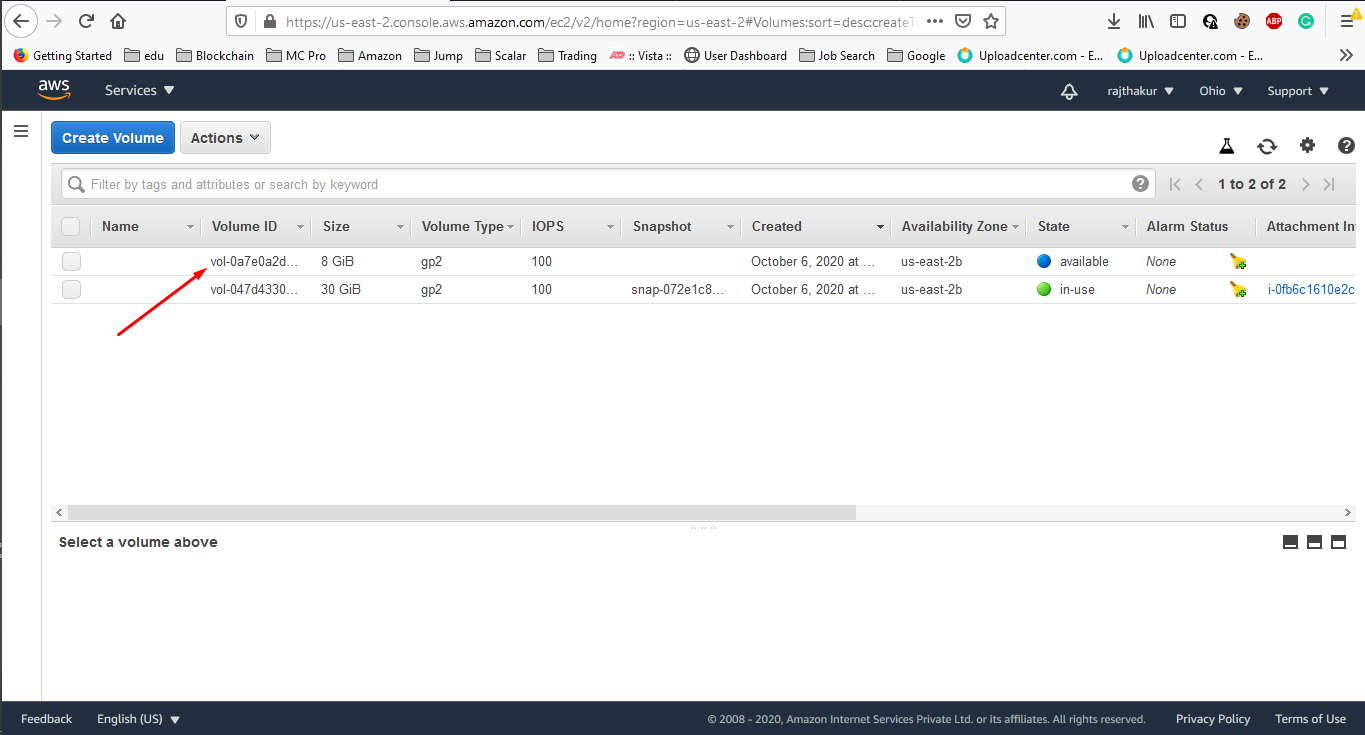 https://us-east-2.console.aws.amazon.com/ec2/v2/home?region=us-east-2#Volumes:sort=desc:createT
Getting Started edu Blockchain MC Pro Amazon Jump Scalar Trading :: Vista :: User Dashboard Job Search Google Uploadcenter.com - E... Uploadcenter.com - E...
aws Services rajthakur Ohio Support
Create Volume Actions
Filter by tags and attributes or search by keyword 1 to 2 of 2
Name Volume ID Size Volume Type IOPS Snapshot Created Availability Zone State Alarm Status Attachment In
vol-0a7e0a2d... 8 GiB gp2 100 October 6, 2020 at ... us-east-2b available None
vol-047d4330... 30 GiB gp2 100 snap-072e1c8... October 6, 2020 at ... us-east-2b in-use None i-0fb6c1610e2c
Select a volume above
Feedback English (US) © 2008 - 2020, Amazon Internet Services Private Ltd. or its affiliates. All rights reserved. Privacy Policy Terms of Use